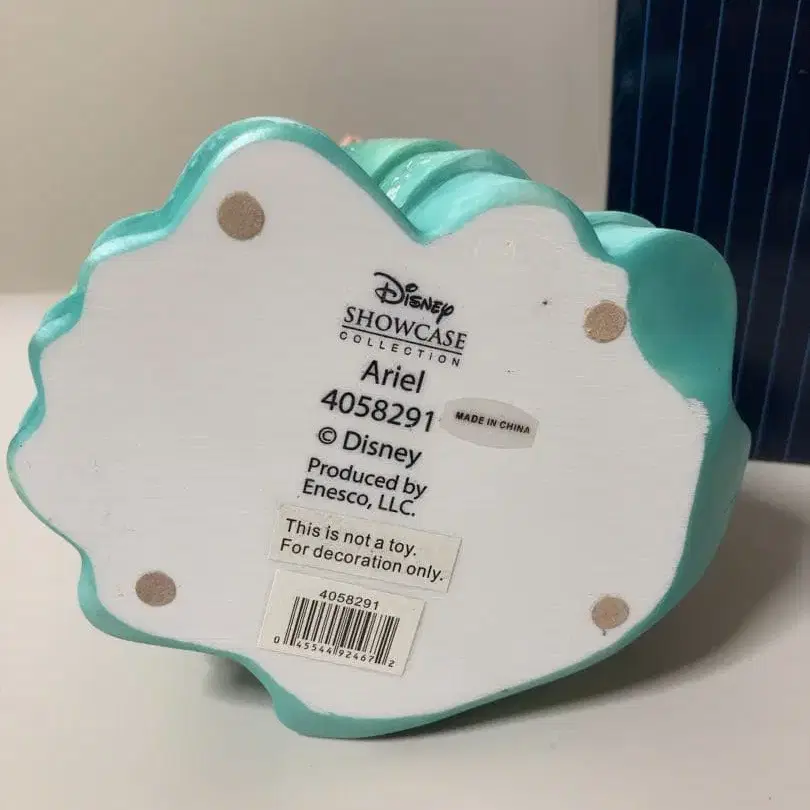 Disney
SHOWCASE
COLLECTION
Ariel
4058291
MADE IN CHINA
© Disney
Produced by
Enesco, LLC.
This is not a toy.
For decoration only.
4058291
0 45544 92467 2